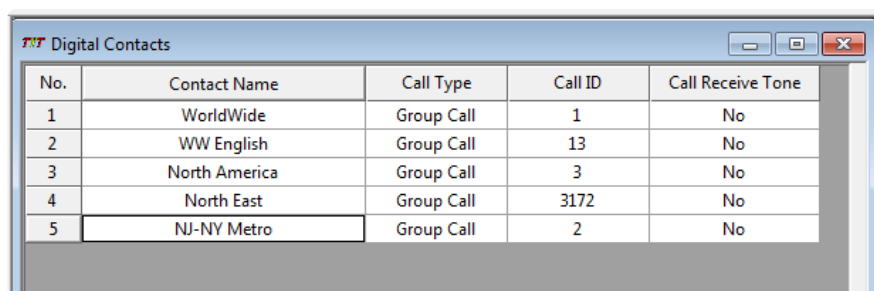 TYT Digital Contacts
No. Contact Name Call Type Call ID Call Receive Tone
1 WorldWide Group Call 1 No
2 WW English Group Call 13 No
3 North America Group Call 3 No
4 North East Group Call 3172 No
5 NJ-NY Metro Group Call 2 No